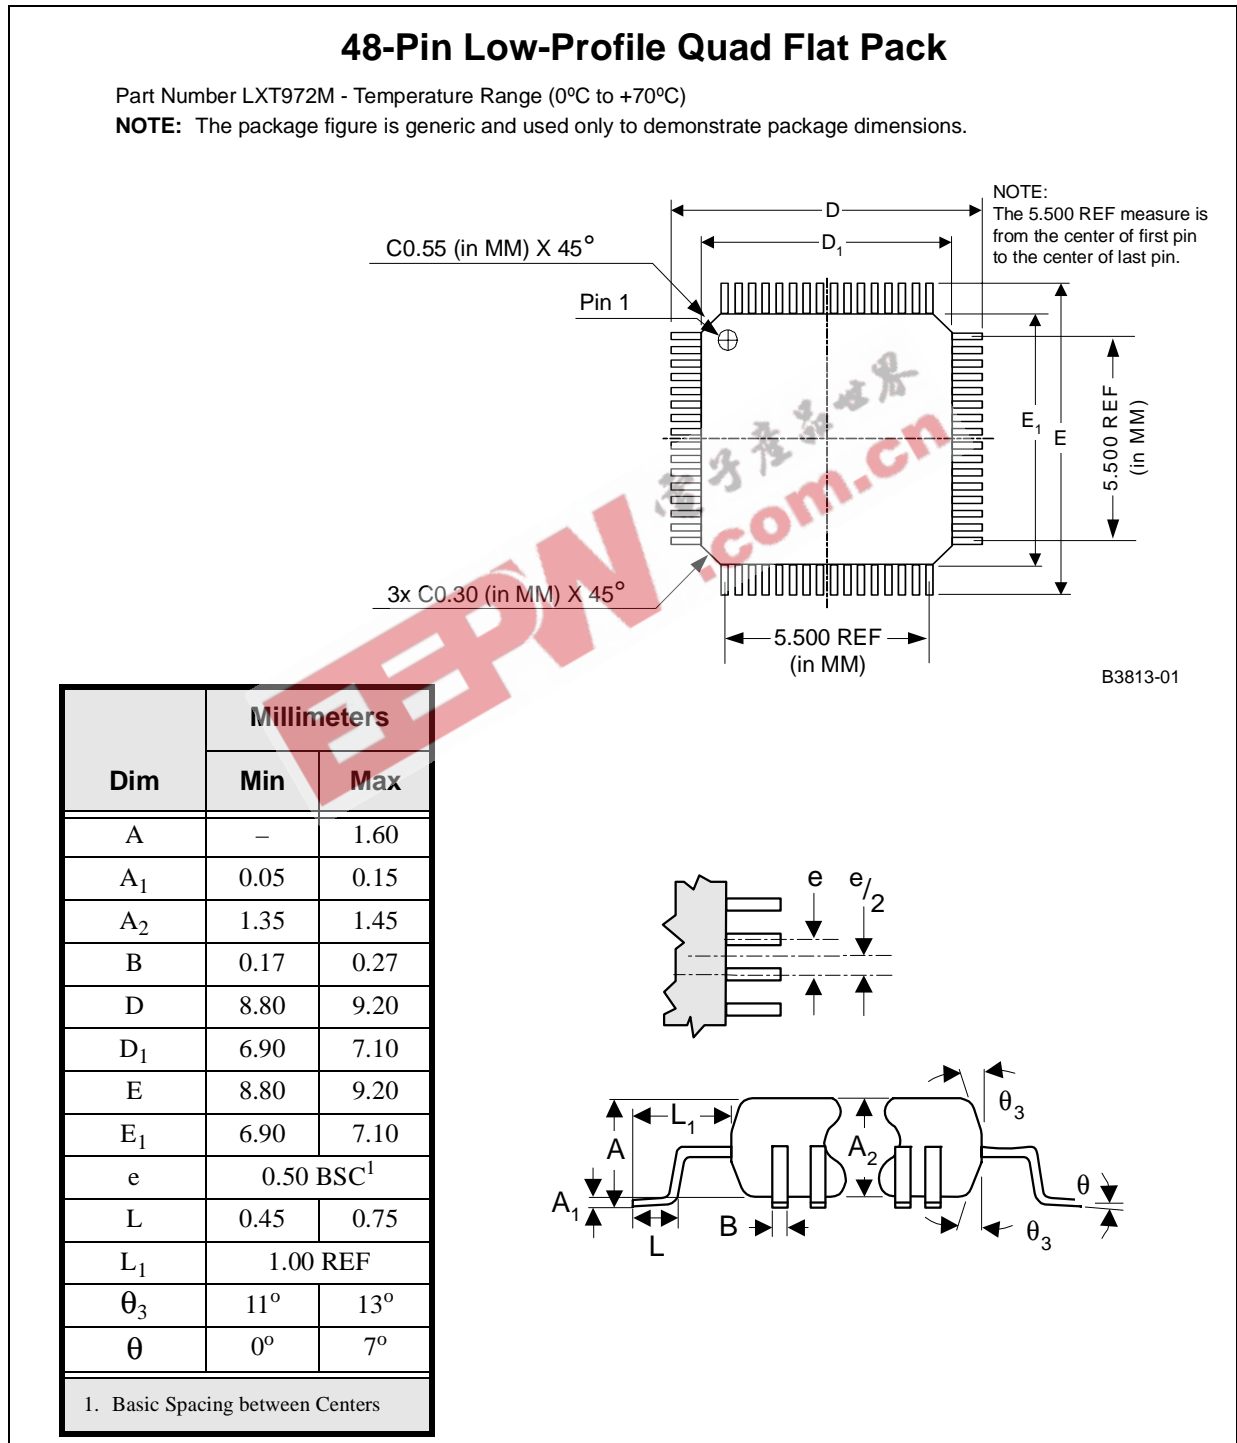 48-Pin Low-Profile Quad Flat Pack
Part Number LXT972M - Temperature Range (0ºC to +70ºC)
NOTE: The package figure is generic and used only to demonstrate package dimensions.
NOTE:
The 5.500 REF measure is
from the center of first pin
to the center of last pin.
D
D1
C0.55 (in MM) X 45°
Pin 1
E1
E
5.500 REF
(in MM)
3x C0.30 (in MM) X 45°
5.500 REF
(in MM)
B3813-01
電子產品世界
EEPW.com.cn
Dim Millimeters
Min Max
A – 1.60
A1 0.05 0.15
A2 1.35 1.45
B 0.17 0.27
D 8.80 9.20
D1 6.90 7.10
E 8.80 9.20
E1 6.90 7.10
e 0.50 BSC1
L 0.45 0.75
L1 1.00 REF
θ3 11o 13o
θ 0o 7o
1. Basic Spacing between Centers
e e/2
L1
A
A1
L
B
A2
θ3
θ
θ3